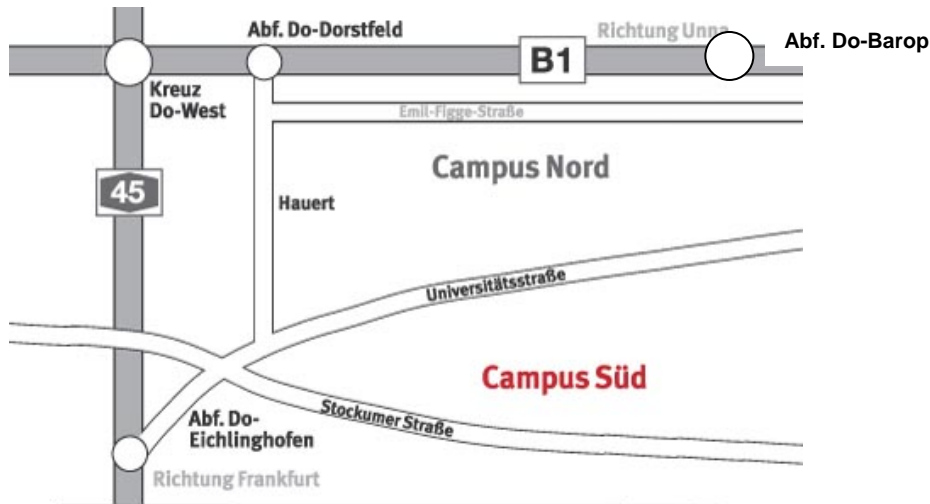 Abf. Do-Dorstfeld
Richtung Unna
Abf. Do-Barop
B1
Kreuz
Do-West
Emil-Figge-Straße
Campus Nord
45
Hauert
Universitätsstraße
Campus Süd
Stockumer Straße
Abf. Do-
Eichlinghofen
Richtung Frankfurt